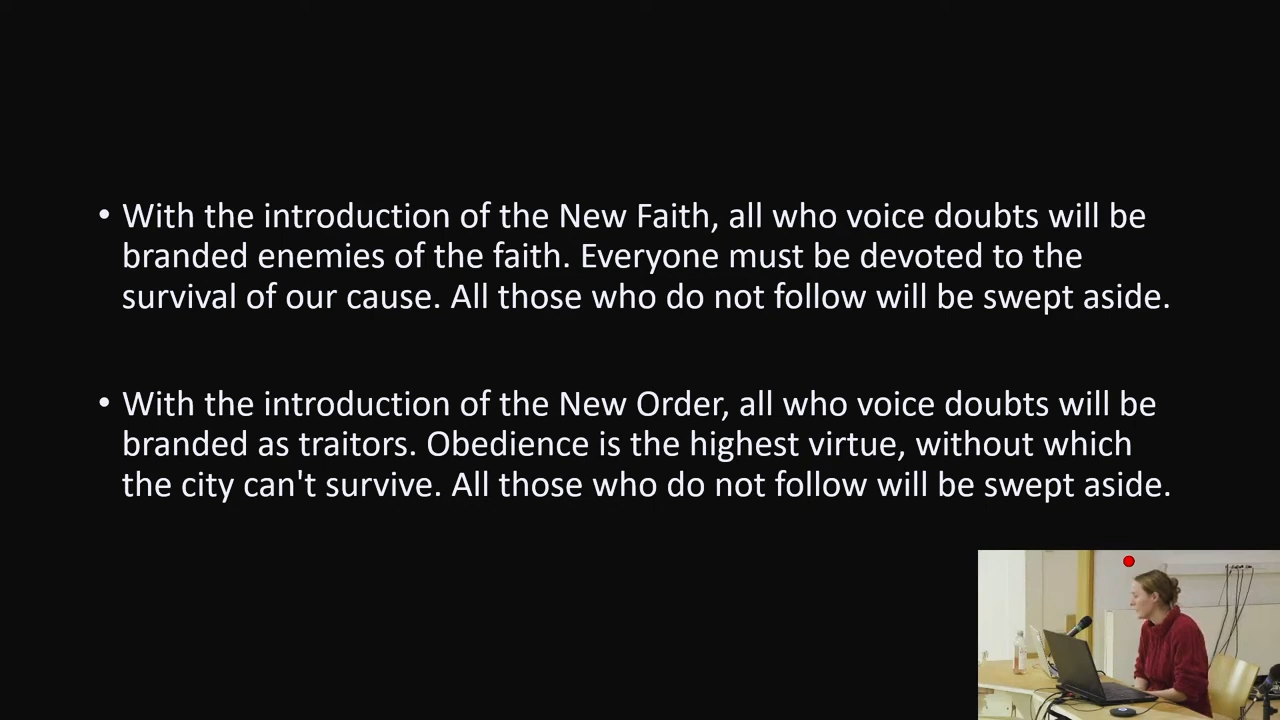 • With the introduction of the New Faith, all who voice doubts will be
branded enemies of the faith. Everyone must be devoted to the
survival of our cause. All those who do not follow will be swept aside.
• With the introduction of the New Order, all who voice doubts will be
branded as traitors. Obedience is the highest virtue, without which
the city can't survive. All those who do not follow will be swept aside.